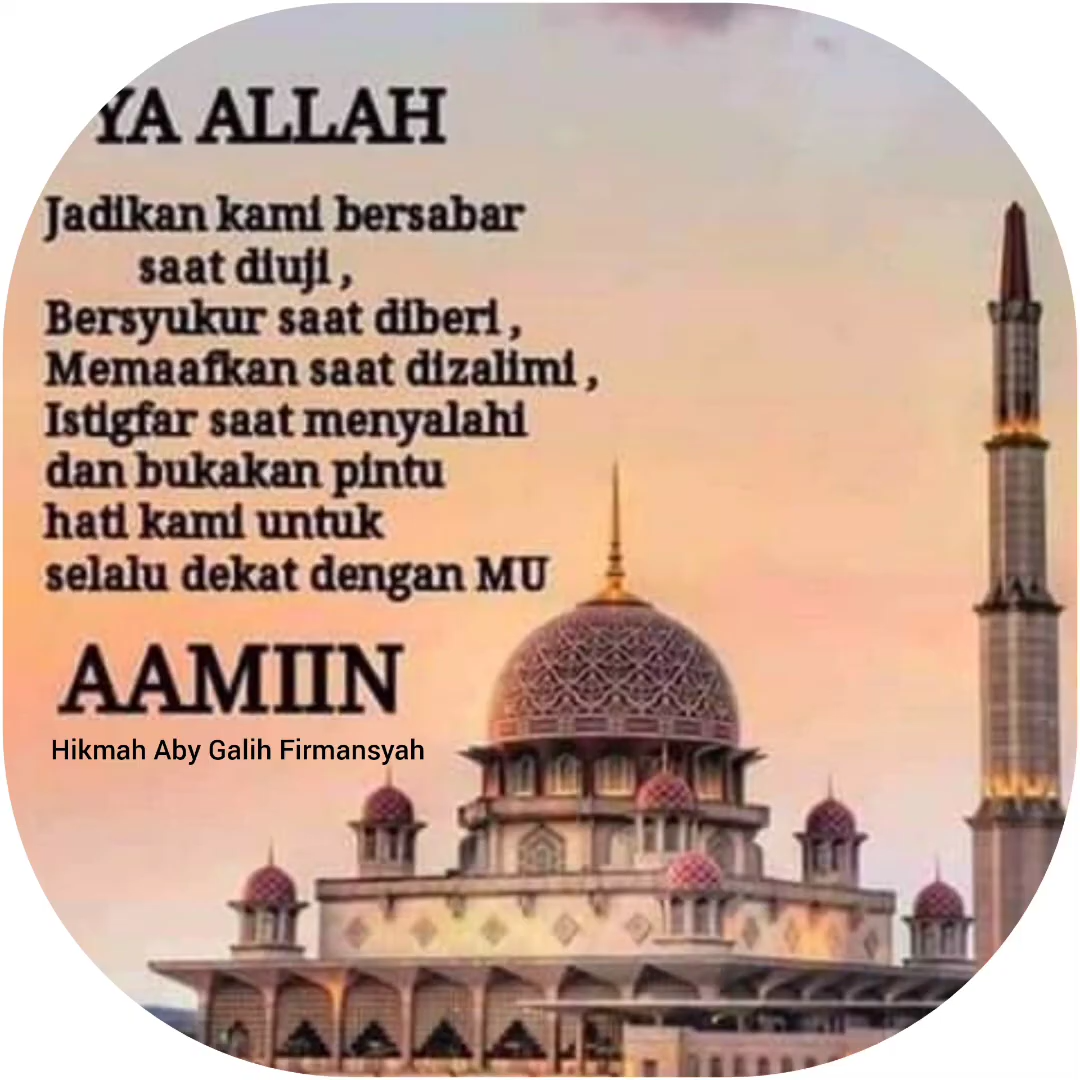 YA ALLAH
Jadikan kami bersabar
saat diuji ,
Bersyukur saat diberi ,
Memaafkan saat dizalimi ,
Istigfar saat menyalahi
dan bukakan pintu
hati kami untuk
selalu dekat dengan MU
AAMIIN
Hikmah Aby Galih Firmansyah